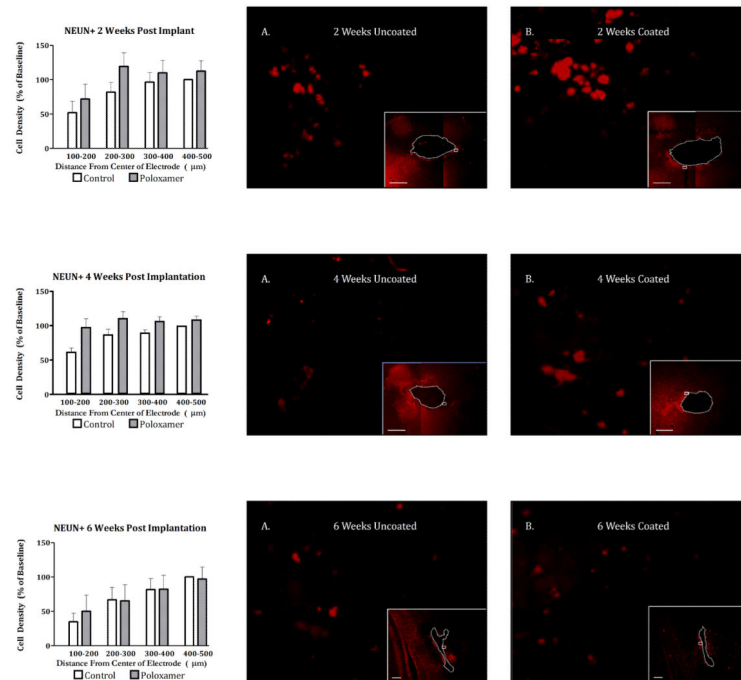 NEUN+ 2 Weeks Post Implant
Cell Density (% of Baseline)
150
100
50
0
100-200 200-300 300-400 400-500
Distance From Center of Electrode ( μm)
Control Poloxamer
A. 2 Weeks Uncoated
B. 2 Weeks Coated
NEUN+ 4 Weeks Post Implantation
Cell Density (% of Baseline)
150
100
50
0
100-200 200-300 300-400 400-500
Distance From Center of Electrode ( μm)
Control Poloxamer
A. 4 Weeks Uncoated
B. 4 Weeks Coated
NEUN+ 6 Weeks Post Implantation
Cell Density (% of Baseline)
150
100
50
0
100-200 200-300 300-400 400-500
Distance From Center of Electrode ( μm)
Control Poloxamer
A. 6 Weeks Uncoated
B. 6 Weeks Coated